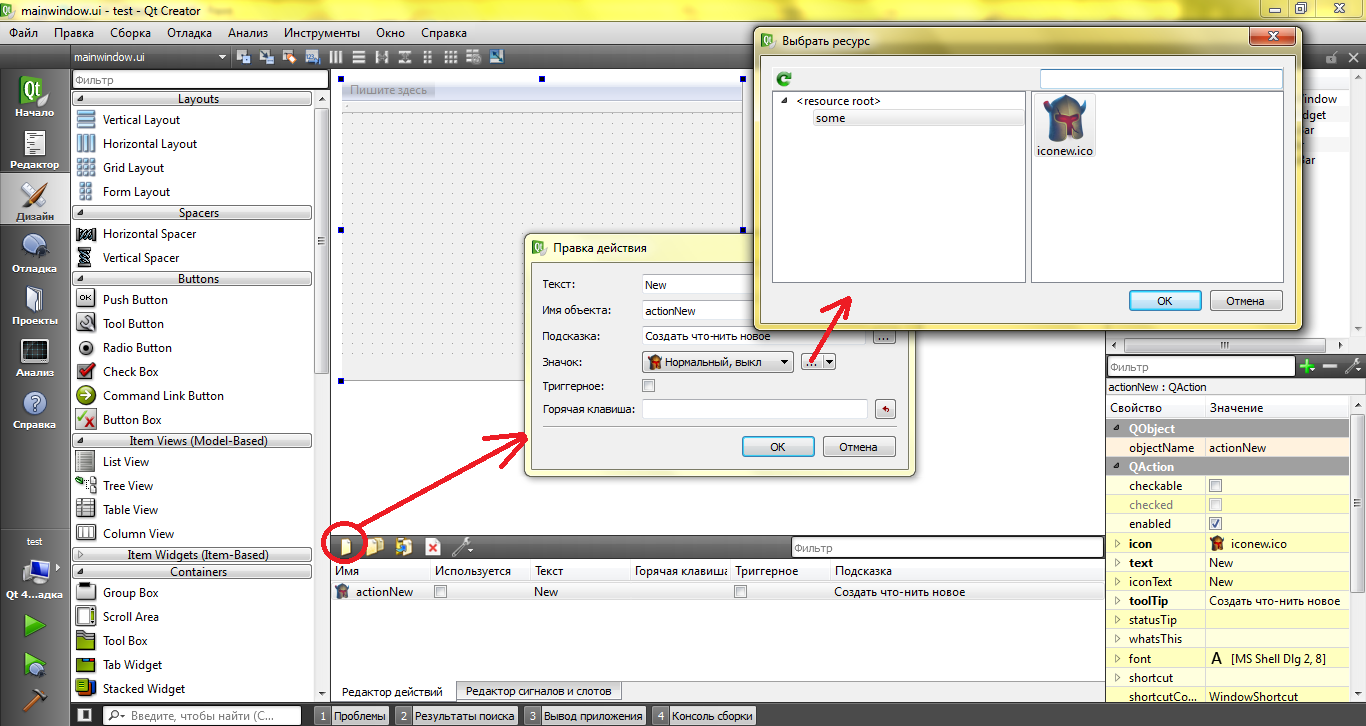 mainwindow.ui - test - Qt Creator
Файл Правка Сборка Отладка Анализ Инструменты Окно Справка
mainwindow.ui
Начало
Редактор
Дизайн
Отладка
Проекты
Анализ
Справка
test
Qt 4...адка
Фильтр
Layouts
Vertical Layout
Horizontal Layout
Grid Layout
Form Layout
Spacers
Horizontal Spacer
Vertical Spacer
Buttons
Push Button
Tool Button
Radio Button
Check Box
Command Link Button
Button Box
Item Views (Model-Based)
List View
Tree View
Table View
Column View
Item Widgets (Item-Based)
Containers
Group Box
Scroll Area
Tool Box
Tab Widget
Stacked Widget
Пишите здесь
Правка действия
Текст: New
Имя объекта: actionNew
Подсказка: Создать что-нить новое ...
Значок: Нормальный, выкл ...
Триггерное:
Горячая клавиша:
OK Отмена
Выбрать ресурс
<resource root>
some
iconew.ico
OK Отмена
Фильтр
Имя Используется Текст Горячая клавиша Триггерное Подсказка
actionNew New Создать что-нить новое
Редактор действий Редактор сигналов и слотов
Фильтр
actionNew : QAction
Свойство Значение
QObject
objectName actionNew
QAction
checkable
checked
enabled
icon iconew.ico
text New
iconText New
toolTip Создать что-нить новое
statusTip
whatsThis
font A [MS Shell Dlg 2, 8]
shortcut
shortcutCo... WindowShortcut
Введите, чтобы найти (С...
1 Проблемы 2 Результаты поиска 3 Вывод приложения 4 Консоль сборки